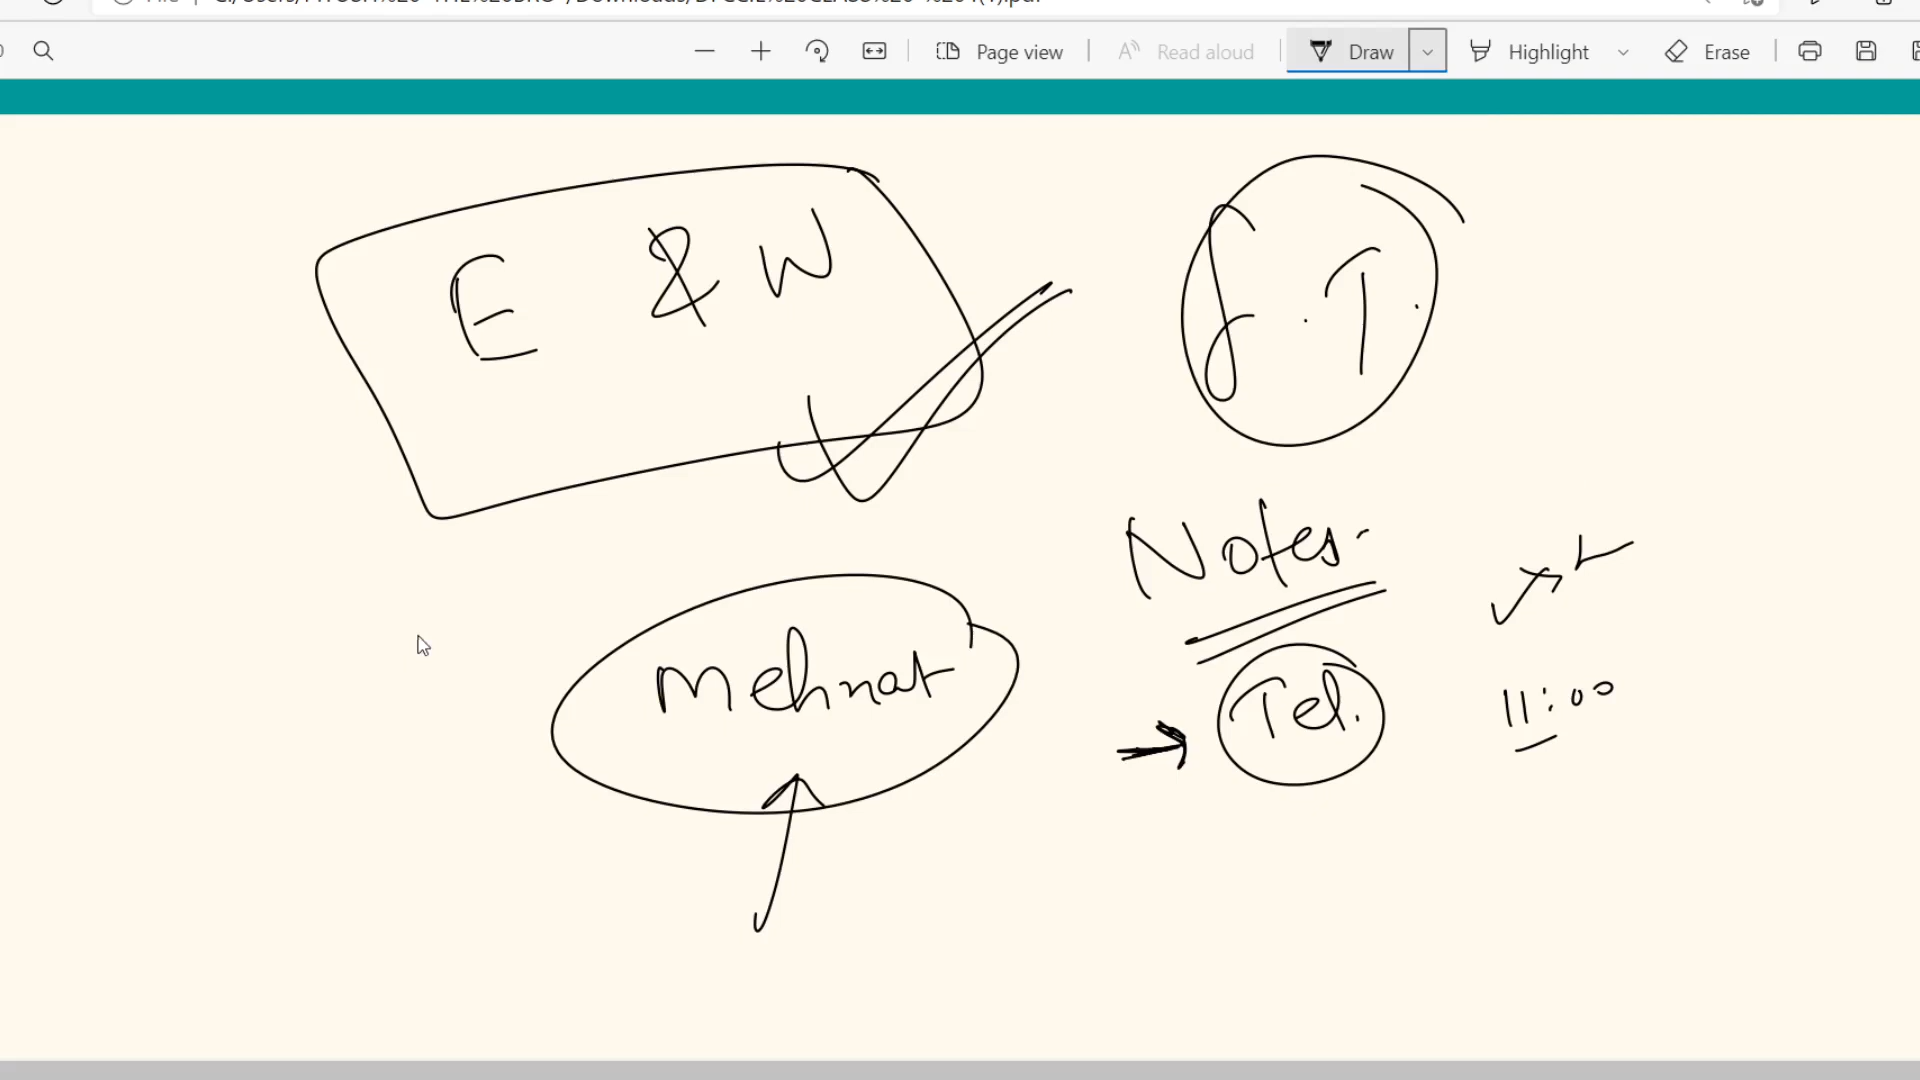 Page view
Read aloud
Draw
Highlight
Erase
E & W
S.T.
Notes.
Mehnat
Tel.
11:00